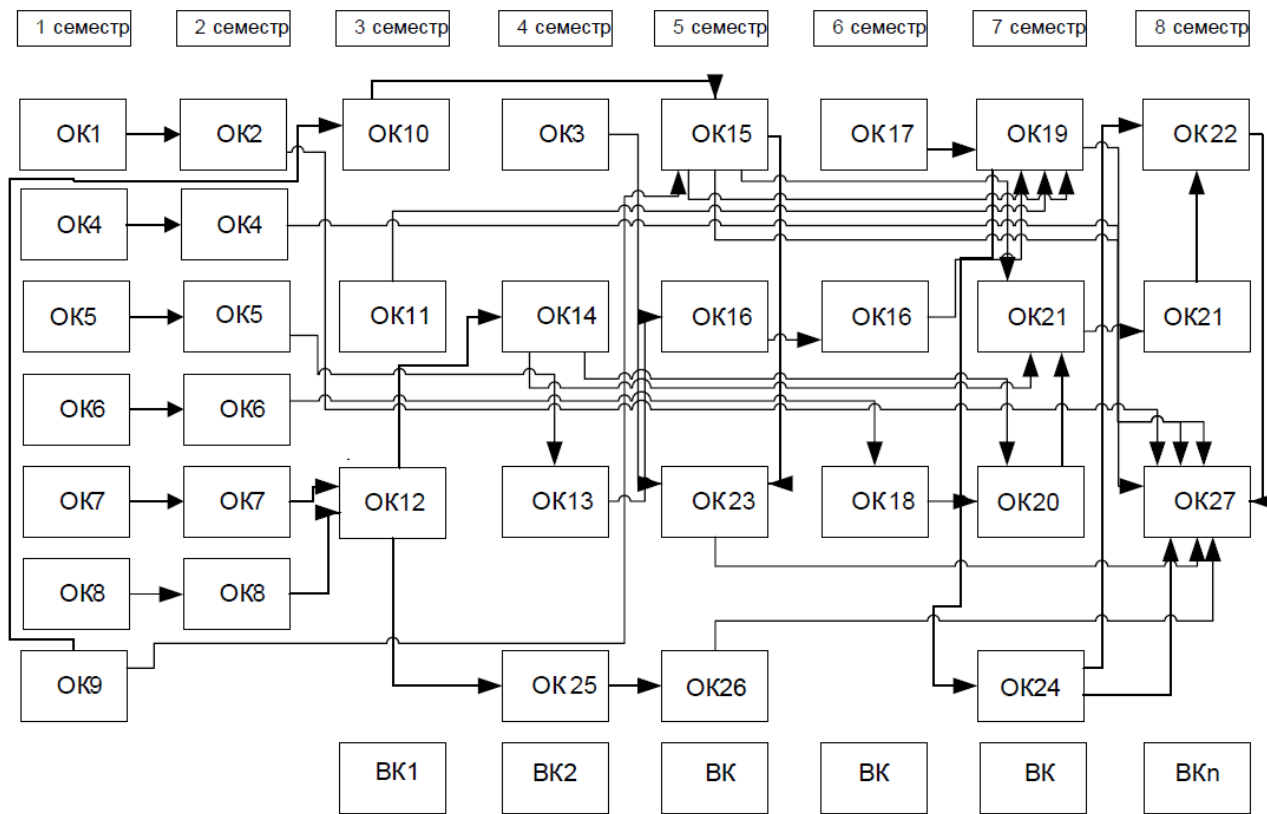 1 семестр 2 семестр 3 семестр 4 семестр 5 семестр 6 семестр 7 семестр 8 семестр
ОК1 ОК2 ОК10 ОК3 ОК15 ОК17 ОК19 ОК22
ОК4 ОК4
ОК5 ОК5 ОК11 ОК14 ОК16 ОК16 ОК21 ОК21
ОК6 ОК6
ОК7 ОК7 ОК12 ОК13 ОК23 ОК18 ОК20 ОК27
ОК8 ОК8
ОК9 ОК25 ОК26 ОК24
ВК1 ВК2 ВК ВК ВК ВКn